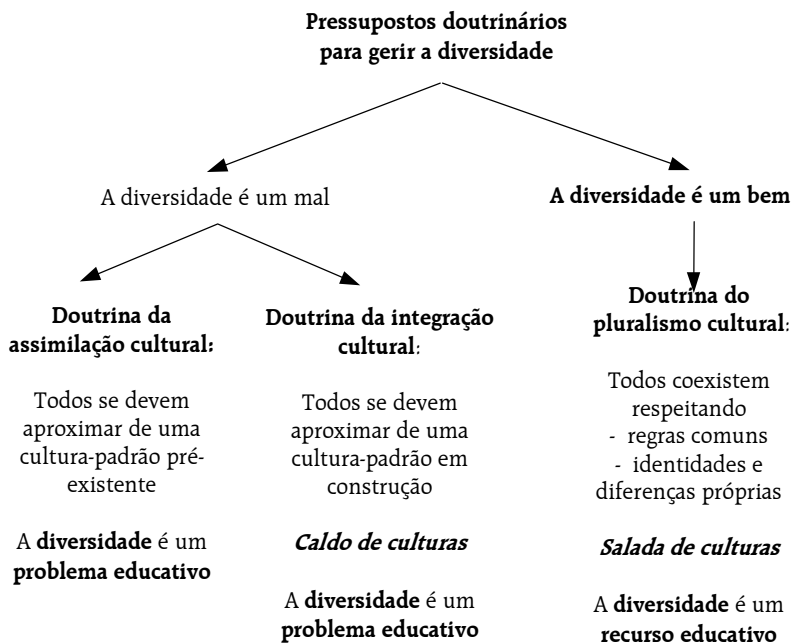 Pressupostos doutrinários
para gerir a diversidade
A diversidade é um mal
A diversidade é um bem
Doutrina da
assimilação cultural:
Todos se devem
aproximar de uma
cultura-padrão pré-
existente
A diversidade é um
problema educativo
Doutrina da integração
cultural:
Todos se devem
aproximar de uma
cultura-padrão em
construção
Caldo de culturas
A diversidade é um
problema educativo
Doutrina do
pluralismo cultural:
Todos coexistem
respeitando
- regras comuns
- identidades e
diferenças próprias
Salada de culturas
A diversidade é um
recurso educativo